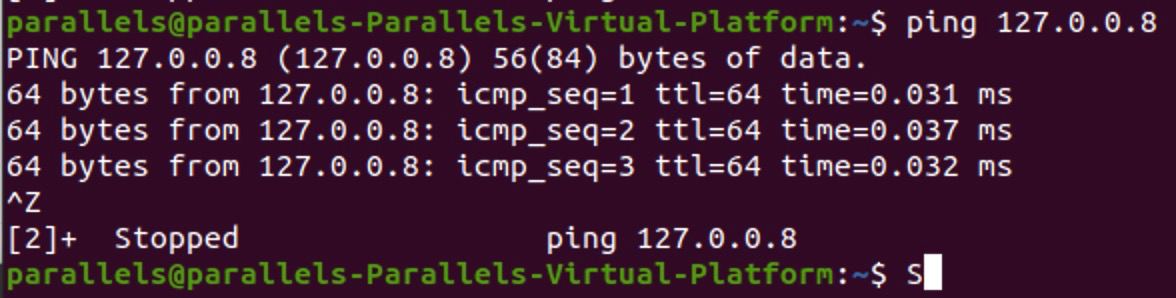 parallels@parallels-Parallels-Virtual-Platform:~$ ping 127.0.0.8
PING 127.0.0.8 (127.0.0.8) 56(84) bytes of data.
64 bytes from 127.0.0.8: icmp_seq=1 ttl=64 time=0.031 ms
64 bytes from 127.0.0.8: icmp_seq=2 ttl=64 time=0.037 ms
64 bytes from 127.0.0.8: icmp_seq=3 ttl=64 time=0.032 ms
^Z
[2]+  Stopped                 ping 127.0.0.8
parallels@parallels-Parallels-Virtual-Platform:~$ S